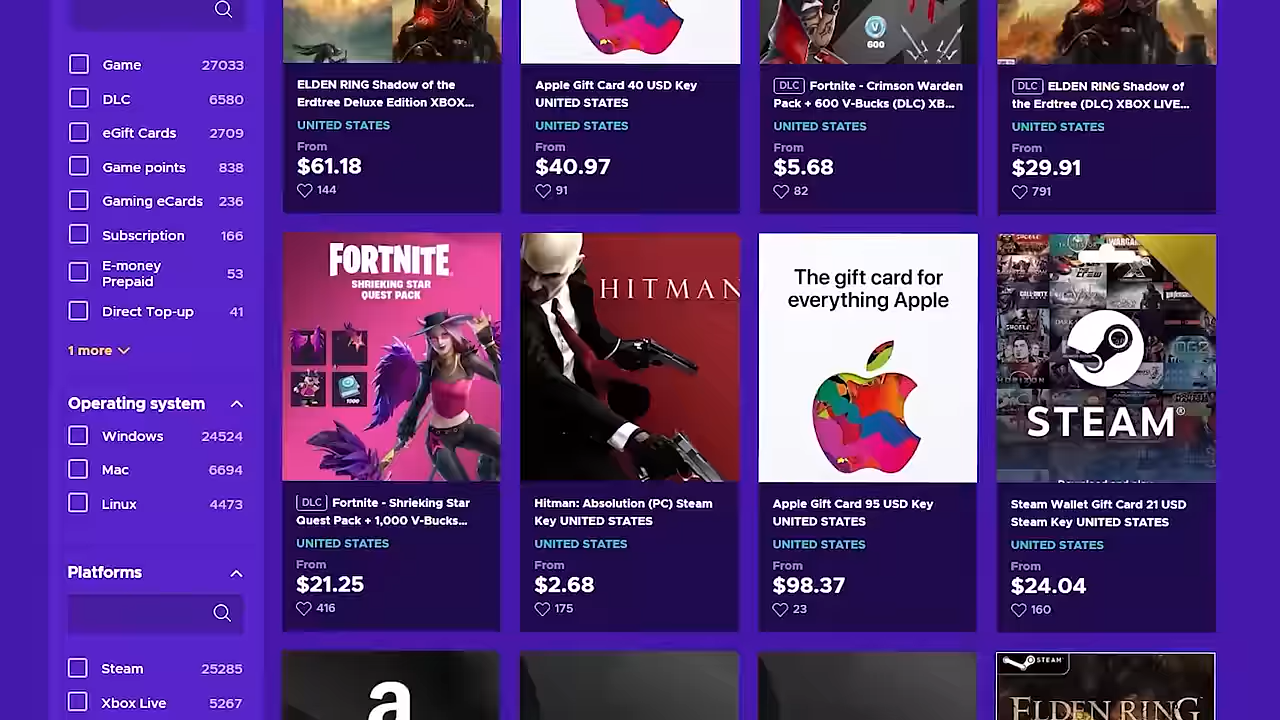 Game 27033
DLC 6580
eGift Cards 2709
Game points 838
Gaming eCards 236
Subscription 166
E-money
Prepaid 53
Direct Top-up 41
1 more
Operating system
Windows 24524
Mac 6694
Linux 4473
Platforms
Steam 25285
Xbox Live 5267
ELDEN RING Shadow of the
Erdtree Deluxe Edition XBOX...
UNITED STATES
From
$61.18
144
Apple Gift Card 40 USD Key
UNITED STATES
UNITED STATES
From
$40.97
91
600
DLC Fortnite - Crimson Warden
Pack + 600 V-Bucks (DLC) XB...
UNITED STATES
From
$5.68
82
DLC ELDEN RING Shadow of
the Erdtree (DLC) XBOX LIVE...
UNITED STATES
From
$29.91
791
FORTNITE
SHRIEKING STAR
QUEST PACK
1000
DLC Fortnite - Shrieking Star
Quest Pack + 1,000 V-Bucks...
UNITED STATES
From
$21.25
416
HITMAN
Hitman: Absolution (PC) Steam
Key UNITED STATES
UNITED STATES
From
$2.68
175
The gift card for
everything Apple
Apple Gift Card 95 USD Key
UNITED STATES
UNITED STATES
From
$98.37
23
STEAM®
Steam Wallet Gift Card 21 USD
Steam Key UNITED STATES
UNITED STATES
From
$24.04
160
a
STEAM
ELDEN RING